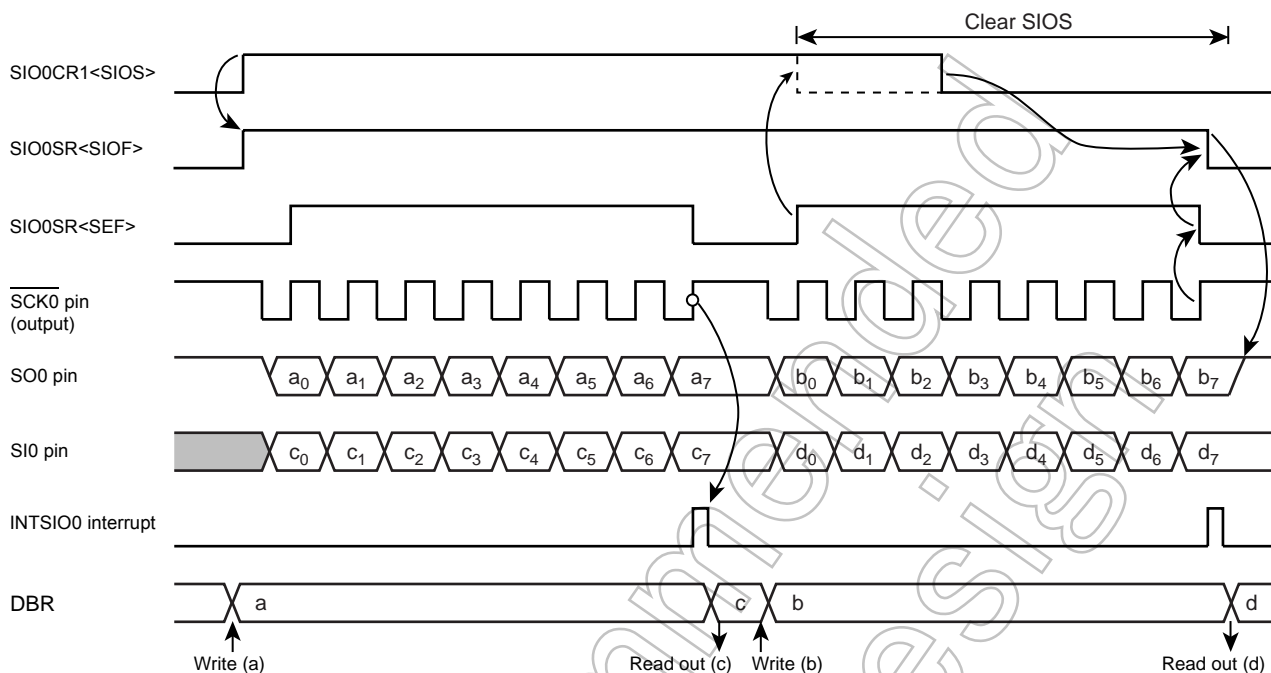 Clear SIOS
SIO0CR1<SIOS>
SIO0SR<SIOF>
SIO0SR<SEF>
SCK0 pin
(output)
SO0 pin a0 a1 a2 a3 a4 a5 a6 a7 b0 b1 b2 b3 b4 b5 b6 b7
SI0 pin c0 c1 c2 c3 c4 c5 c6 c7 d0 d1 d2 d3 d4 d5 d6 d7
INTSIO0 interrupt
DBR a c b d
Write (a) Read out (c) Write (b) Read out (d)